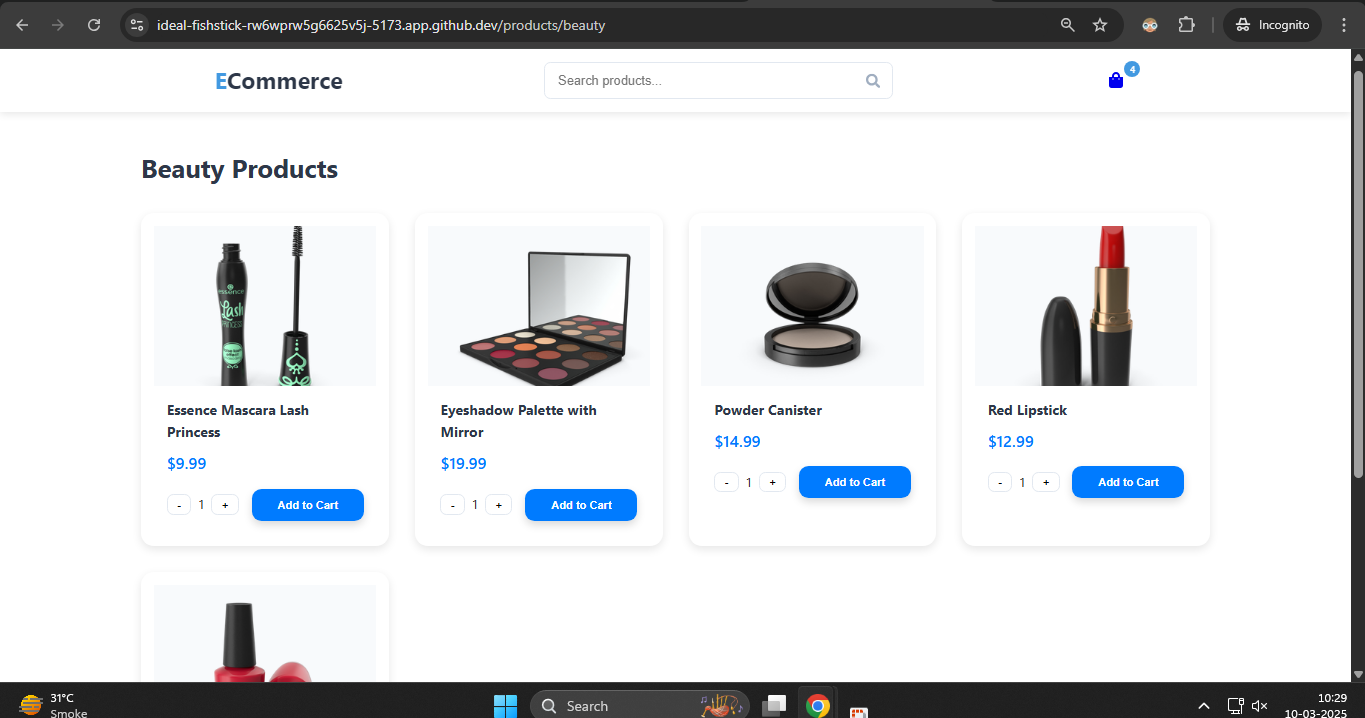 ideal-fishstick-rw6wprw5g6625v5j-5173.app.github.dev/products/beauty
Incognito
ECommerce
Search products...
4
Beauty Products
essence
Lash
PRINCESS
Essence Mascara Lash
Princess
$9.99
- 1 +
Add to Cart
Eyeshadow Palette with
Mirror
$19.99
- 1 +
Add to Cart
Powder Canister
$14.99
- 1 +
Add to Cart
Red Lipstick
$12.99
- 1 +
Add to Cart
31°C
Smoke
Search
10:29
10-03-2025